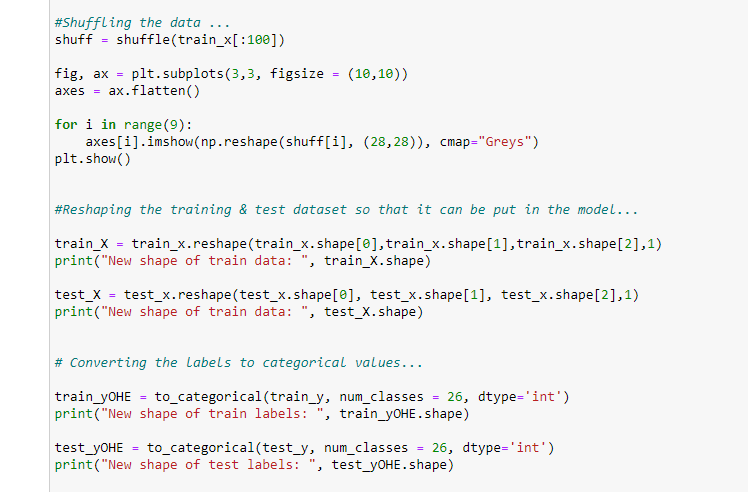 #Shuffling the data ...
shuff = shuffle(train_x[:100])
fig, ax = plt.subplots(3,3, figsize = (10,10))
axes = ax.flatten()
for i in range(9):
    axes[i].imshow(np.reshape(shuff[i], (28,28)), cmap="Greys")
plt.show()
#Reshaping the training & test dataset so that it can be put in the model...
train_X = train_x.reshape(train_x.shape[0],train_x.shape[1],train_x.shape[2],1)
print("New shape of train data: ", train_X.shape)
test_X = test_x.reshape(test_x.shape[0], test_x.shape[1], test_x.shape[2],1)
print("New shape of train data: ", test_X.shape)
# Converting the labels to categorical values...
train_yOHE = to_categorical(train_y, num_classes = 26, dtype='int')
print("New shape of train labels: ", train_yOHE.shape)
test_yOHE = to_categorical(test_y, num_classes = 26, dtype='int')
print("New shape of test labels: ", test_yOHE.shape)